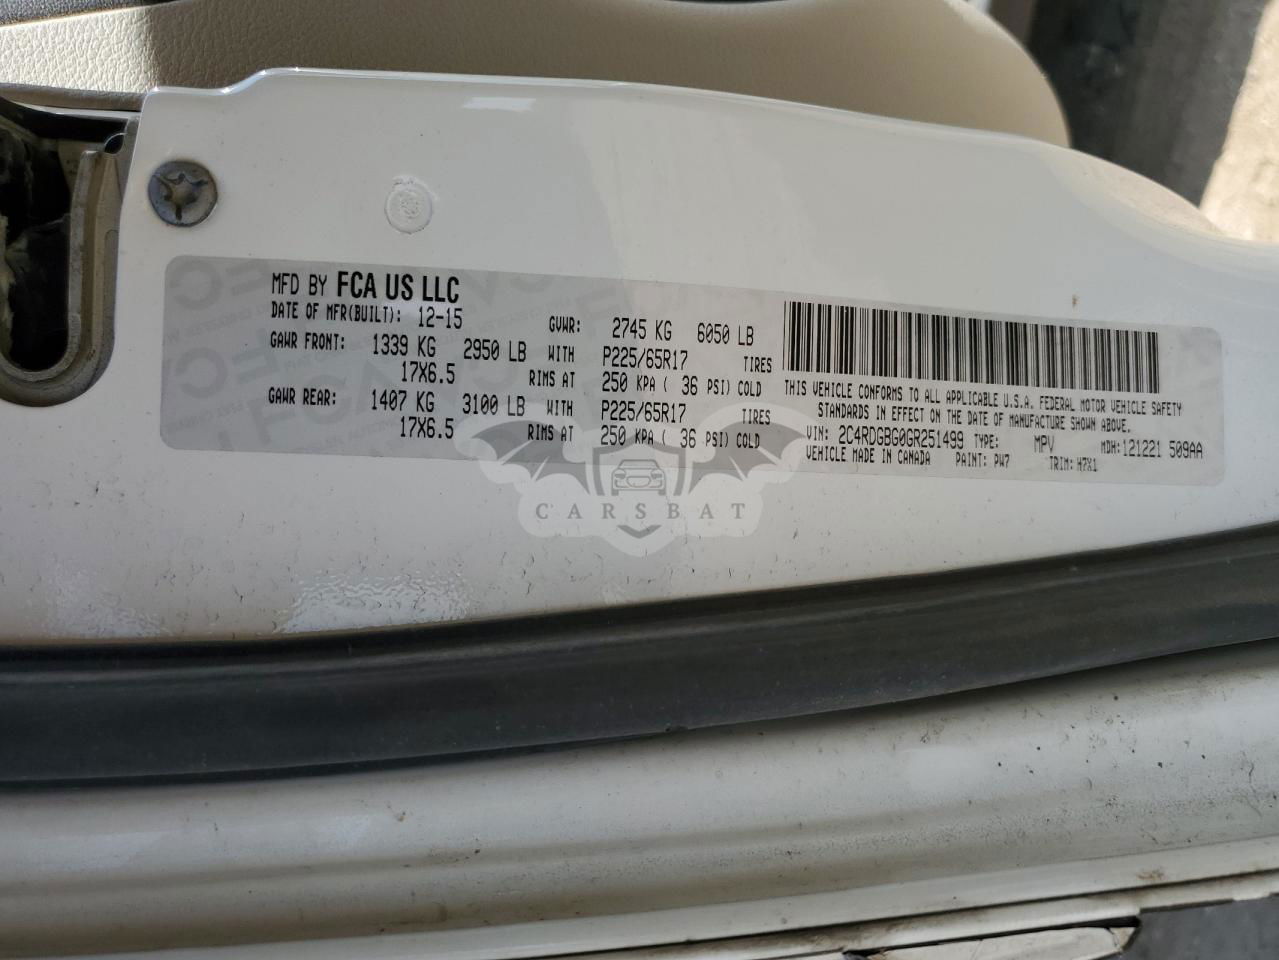 MFD BY FCA US LLC
DATE OF MFR(BUILT): 12-15 GVWR: 2745 KG 6050 LB
GAWR FRONT: 1339 KG 2950 LB WITH P225/65R17 TIRES
17X6.5 RIMS AT 250 KPA ( 36 PSI) COLD
GAWR REAR: 1407 KG 3100 LB WITH P225/65R17 TIRES
17X6.5 RIMS AT 250 KPA ( 36 PSI) COLD
THIS VEHICLE CONFORMS TO ALL APPLICABLE U.S.A. FEDERAL MOTOR VEHICLE SAFETY
STANDARDS IN EFFECT ON THE DATE OF MANUFACTURE SHOWN ABOVE.
VIN: 2C4RDGBG0GR251499 TYPE: MPV MDH: 121221 509AA
VEHICLE MADE IN CANADA PAINT: PW7 TRIM: H7X1
CARSBAT